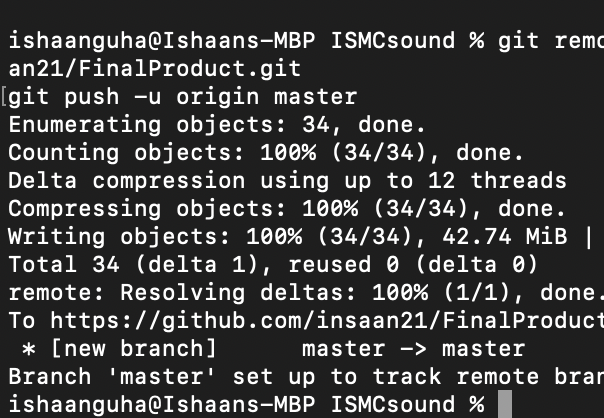 ishaanguha@Ishaans-MBP ISMCsound % git remo
an21/FinalProduct.git
git push -u origin master
Enumerating objects: 34, done.
Counting objects: 100% (34/34), done.
Delta compression using up to 12 threads
Compressing objects: 100% (34/34), done.
Writing objects: 100% (34/34), 42.74 MiB |
Total 34 (delta 1), reused 0 (delta 0)
remote: Resolving deltas: 100% (1/1), done.
To https://github.com/insaan21/FinalProduct
* [new branch]      master -> master
Branch 'master' set up to track remote bran
ishaanguha@Ishaans-MBP ISMCsound %